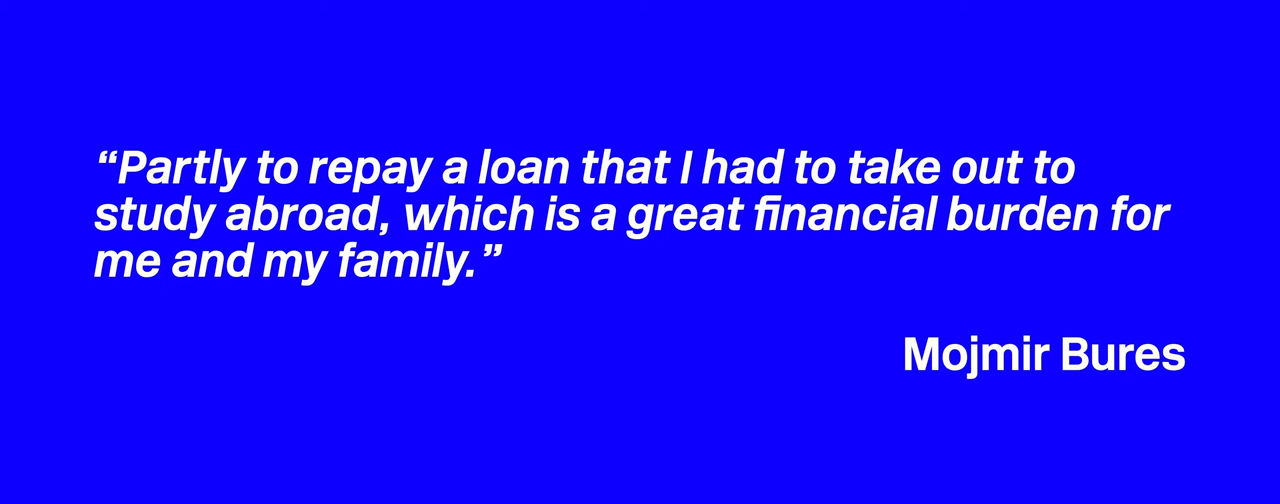 “Partly to repay a loan that I had to take out to
study abroad, which is a great financial burden for
me and my family.”
Mojmir Bures